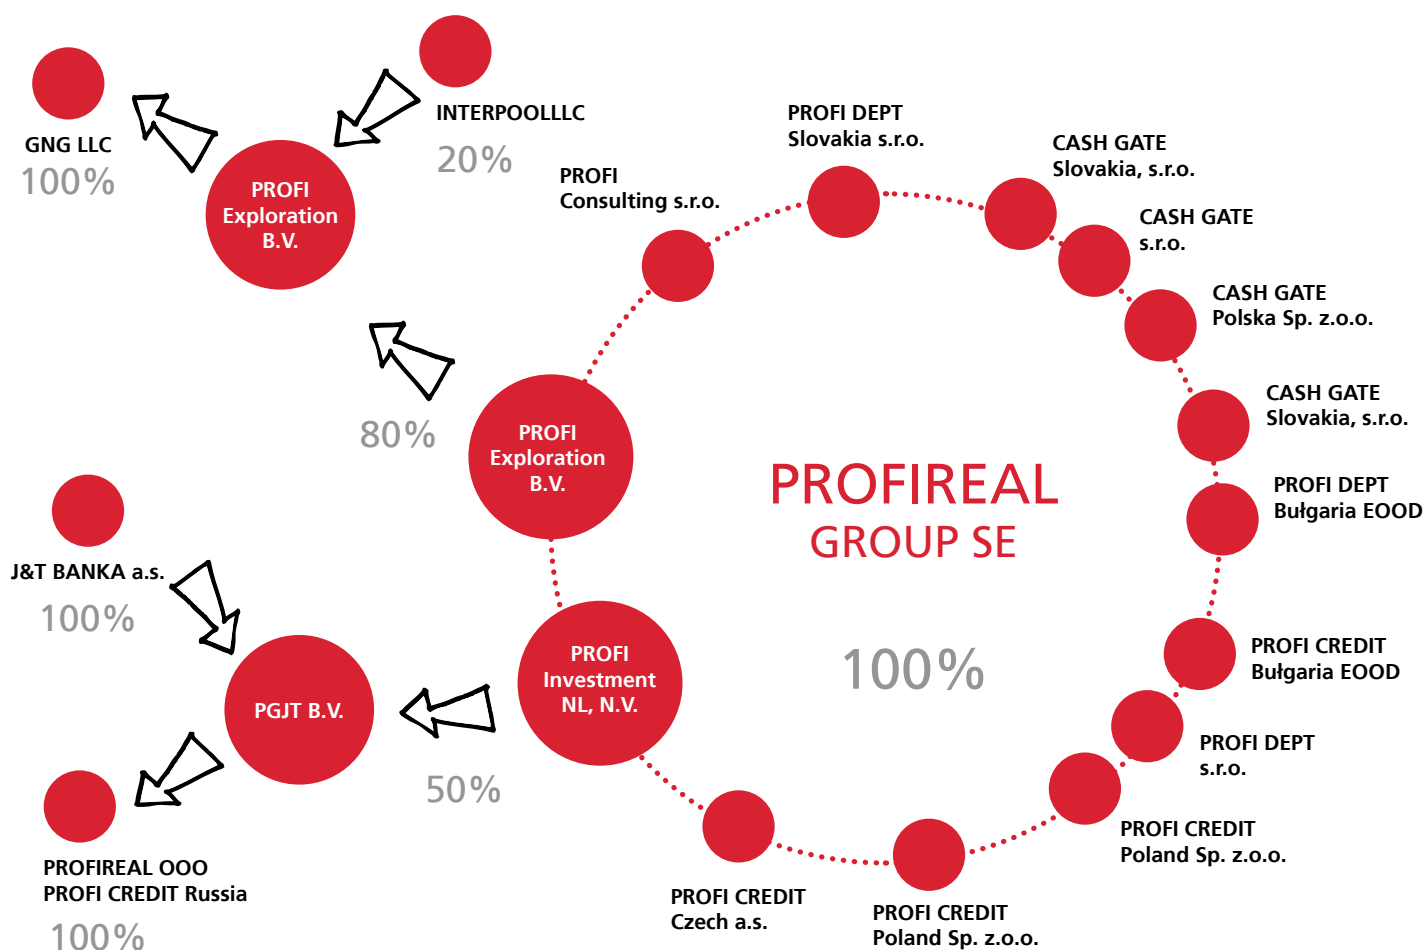 GNG LLC
100%
INTERPOOLLLC
20%
PROFI
Exploration
B.V.
80%
PROFI
Consulting s.r.o.
PROFI DEPT
Slovakia s.r.o.
CASH GATE
Slovakia, s.r.o.
CASH GATE
s.r.o.
CASH GATE
Polska Sp. z.o.o.
CASH GATE
Slovakia, s.r.o.
PROFI DEPT
Bułgaria EOOD
PROFI CREDIT
Bułgaria EOOD
PROFI DEPT
s.r.o.
PROFI CREDIT
Poland Sp. z.o.o.
PROFI CREDIT
Poland Sp. z.o.o.
PROFI CREDIT
Czech a.s.
PROFI
Exploration
B.V.
PROFI
Investment
NL, N.V.
PROFIREAL
GROUP SE
100%
J&T BANKA a.s.
100%
PGJT B.V.
50%
PROFIREAL OOO
PROFI CREDIT Russia
100%